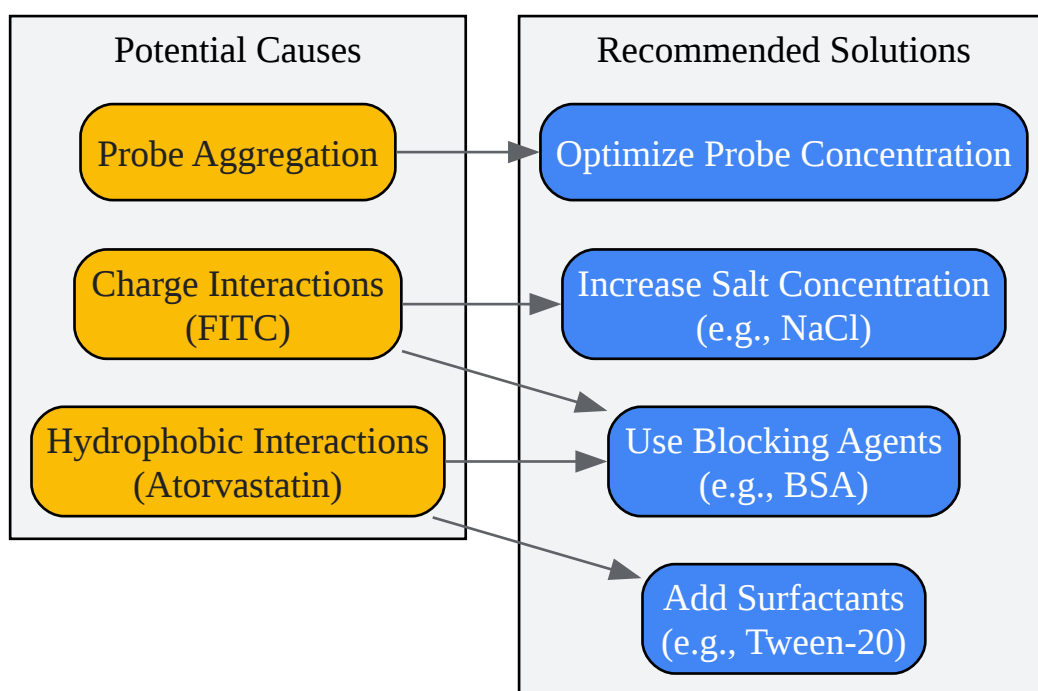 Potential Causes
Probe Aggregation
Charge Interactions
(FITC)
Hydrophobic Interactions
(Atorvastatin)
Recommended Solutions
Optimize Probe Concentration
Increase Salt Concentration
(e.g., NaCl)
Use Blocking Agents
(e.g., BSA)
Add Surfactants
(e.g., Tween-20)